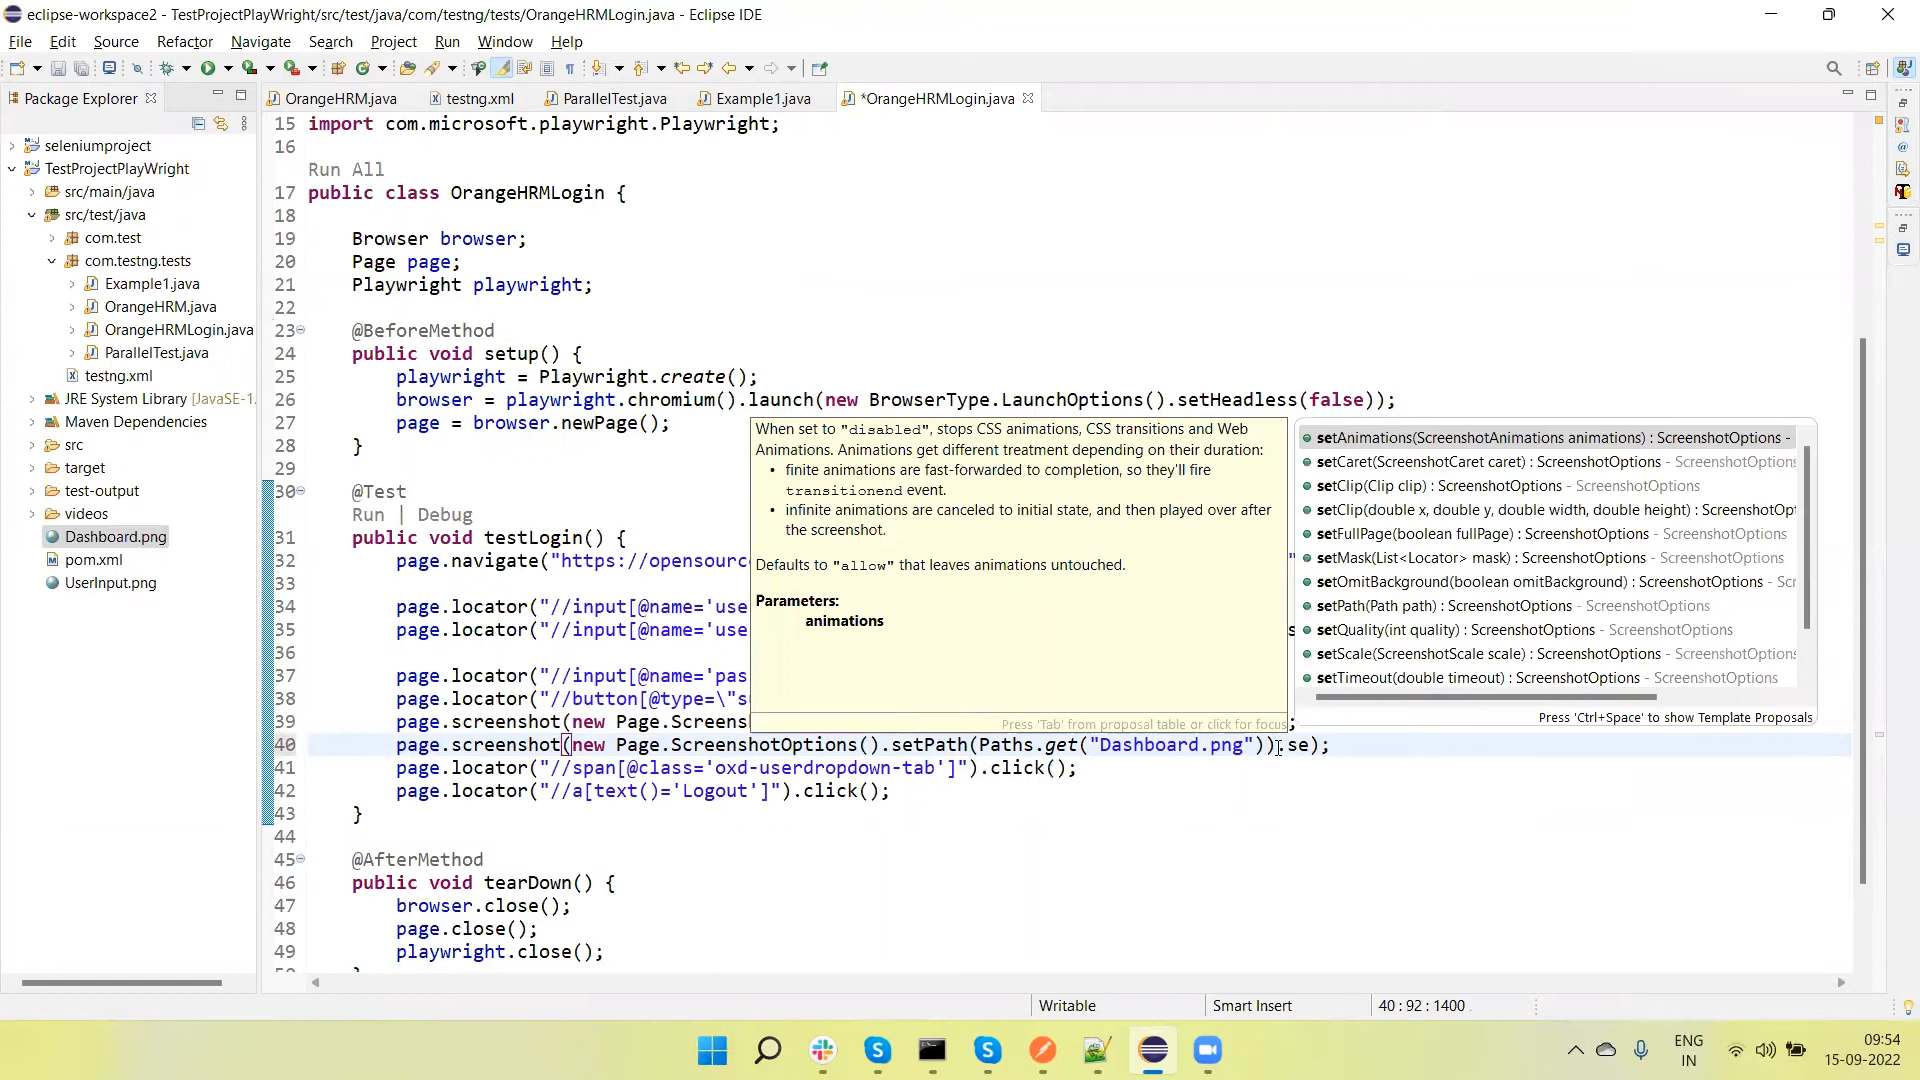 eclipse-workspace2 - TestProjectPlayWright/src/test/java/com/testng/tests/OrangeHRMLogin.java - Eclipse IDE
File Edit Source Refactor Navigate Search Project Run Window Help
Package Explorer
OrangeHRM.java testng.xml ParallelTest.java Example1.java *OrangeHRMLogin.java
seleniumproject
TestProjectPlayWright
src/main/java
src/test/java
com.test
com.testng.tests
Example1.java
OrangeHRM.java
OrangeHRMLogin.java
ParallelTest.java
testng.xml
JRE System Library [JavaSE-1.
Maven Dependencies
src
target
test-output
videos
Dashboard.png
pom.xml
UserInput.png
15 import com.microsoft.playwright.Playwright;
16
Run All
17 public class OrangeHRMLogin {
18
19 Browser browser;
20 Page page;
21 Playwright playwright;
22
23 @BeforeMethod
24 public void setup() {
25 playwright = Playwright.create();
26 browser = playwright.chromium().launch(new BrowserType.LaunchOptions().setHeadless(false));
27 page = browser.newPage();
28 }
29
30 @Test
Run | Debug
31 public void testLogin() {
32 page.navigate("https://opensourc "
33
34 page.locator("//input[@name='use
35 page.locator("//input[@name='use s
36
37 page.locator("//input[@name='pas
38 page.locator("//button[@type=\"s
39 page.screenshot(new Page.Screens ;
40 page.screenshot(new Page.ScreenshotOptions().setPath(Paths.get("Dashboard.png")).se);
41 page.locator("//span[@class='oxd-userdropdown-tab']").click();
42 page.locator("//a[text()='Logout']").click();
43 }
44
45 @AfterMethod
46 public void tearDown() {
47 browser.close();
48 page.close();
49 playwright.close();
When set to "disabled", stops CSS animations, CSS transitions and Web
Animations. Animations get different treatment depending on their duration:
• finite animations are fast-forwarded to completion, so they'll fire
transitionend event.
• infinite animations are canceled to initial state, and then played over after
the screenshot.
Defaults to "allow" that leaves animations untouched.
Parameters:
animations
Press 'Tab' from proposal table or click for focus
setAnimations(ScreenshotAnimations animations) : ScreenshotOptions -
setCaret(ScreenshotCaret caret) : ScreenshotOptions - ScreenshotOptions
setClip(Clip clip) : ScreenshotOptions - ScreenshotOptions
setClip(double x, double y, double width, double height) : ScreenshotOpt
setFullPage(boolean fullPage) : ScreenshotOptions - ScreenshotOptions
setMask(List<Locator> mask) : ScreenshotOptions - ScreenshotOptions
setOmitBackground(boolean omitBackground) : ScreenshotOptions - Scr
setPath(Path path) : ScreenshotOptions - ScreenshotOptions
setQuality(int quality) : ScreenshotOptions - ScreenshotOptions
setScale(ScreenshotScale scale) : ScreenshotOptions - ScreenshotOptions
setTimeout(double timeout) : ScreenshotOptions - ScreenshotOptions
Press 'Ctrl+Space' to show Template Proposals
Writable Smart Insert 40 : 92 : 1400
ENG
IN
09:54
15-09-2022